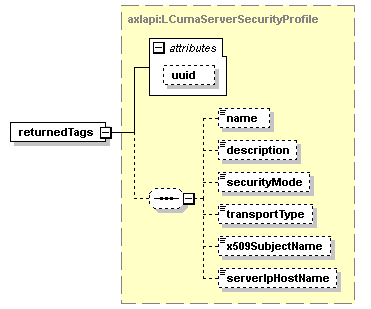 axlapi:LCumaServerSecurityProfile
attributes
uuid
returnedTags
name
description
securityMode
transportType
x509SubjectName
serverIpHostName